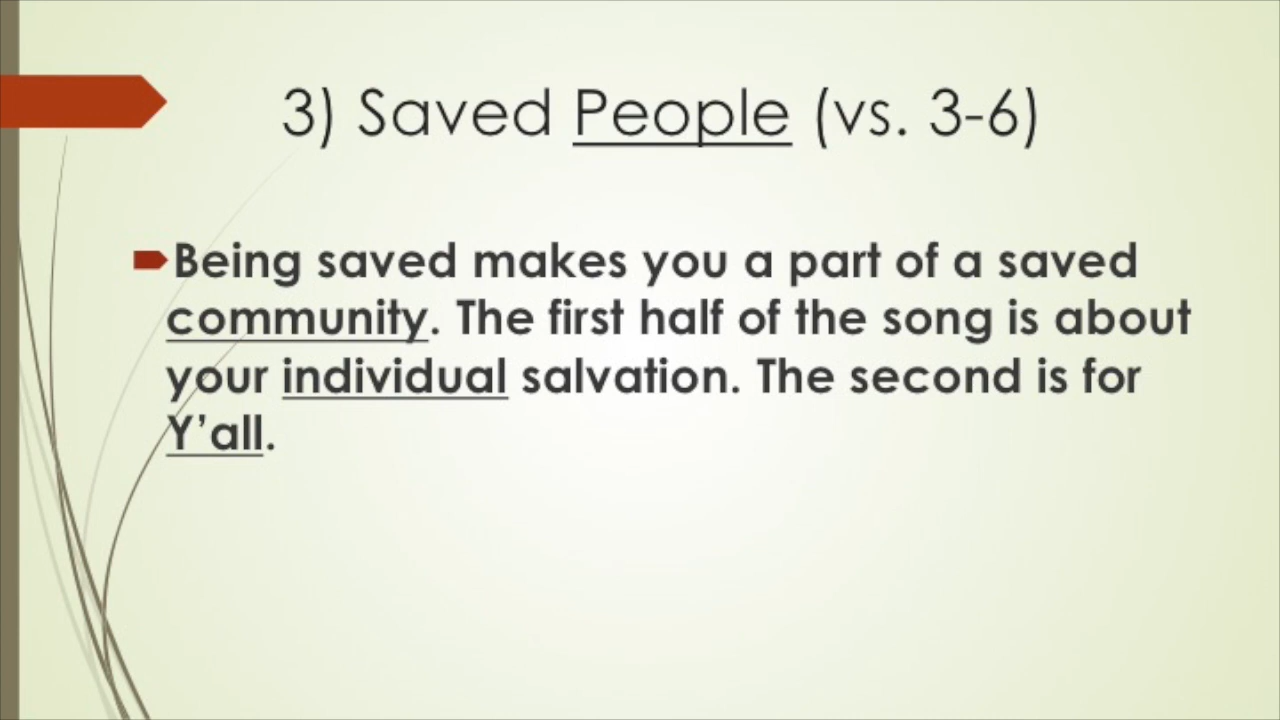 3) Saved People (vs. 3-6)
Being saved makes you a part of a saved
community. The first half of the song is about
your individual salvation. The second is for
Y’all.